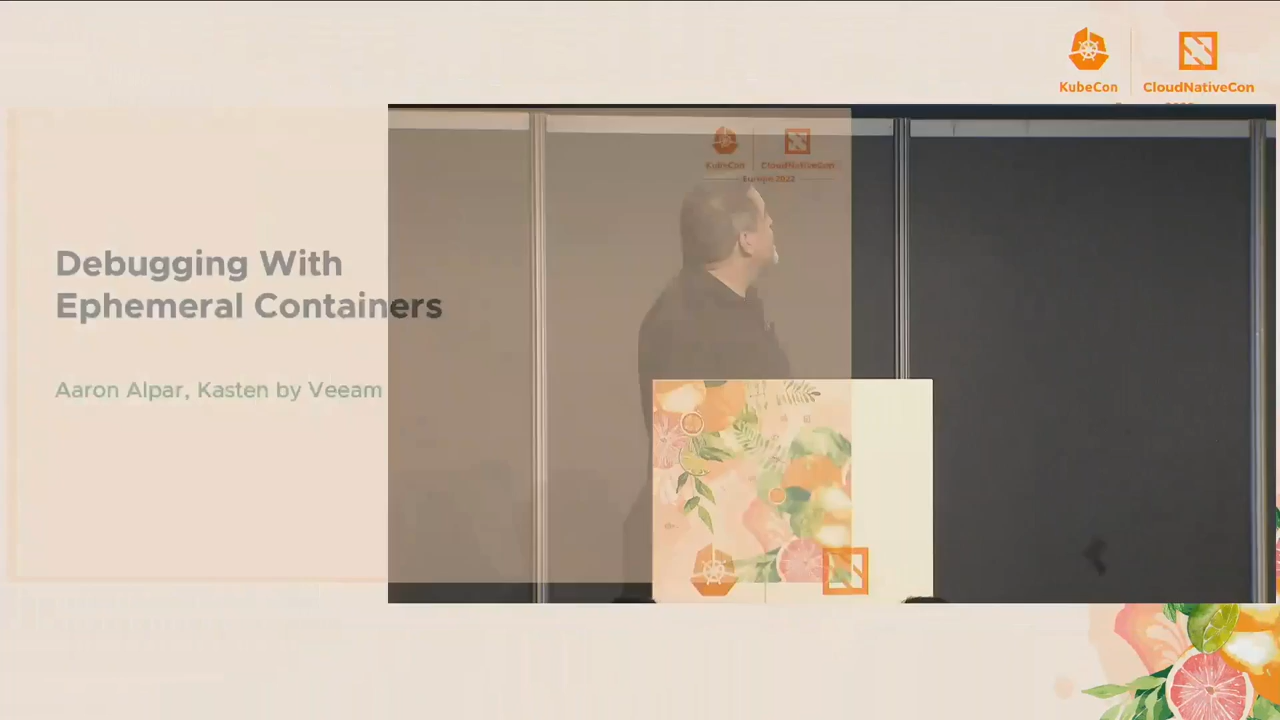 KubeCon
CloudNativeCon
KubeCon
CloudNativeCon
Europe 2022
Debugging With
Ephemeral Containers
Aaron Alpar, Kasten by Veeam